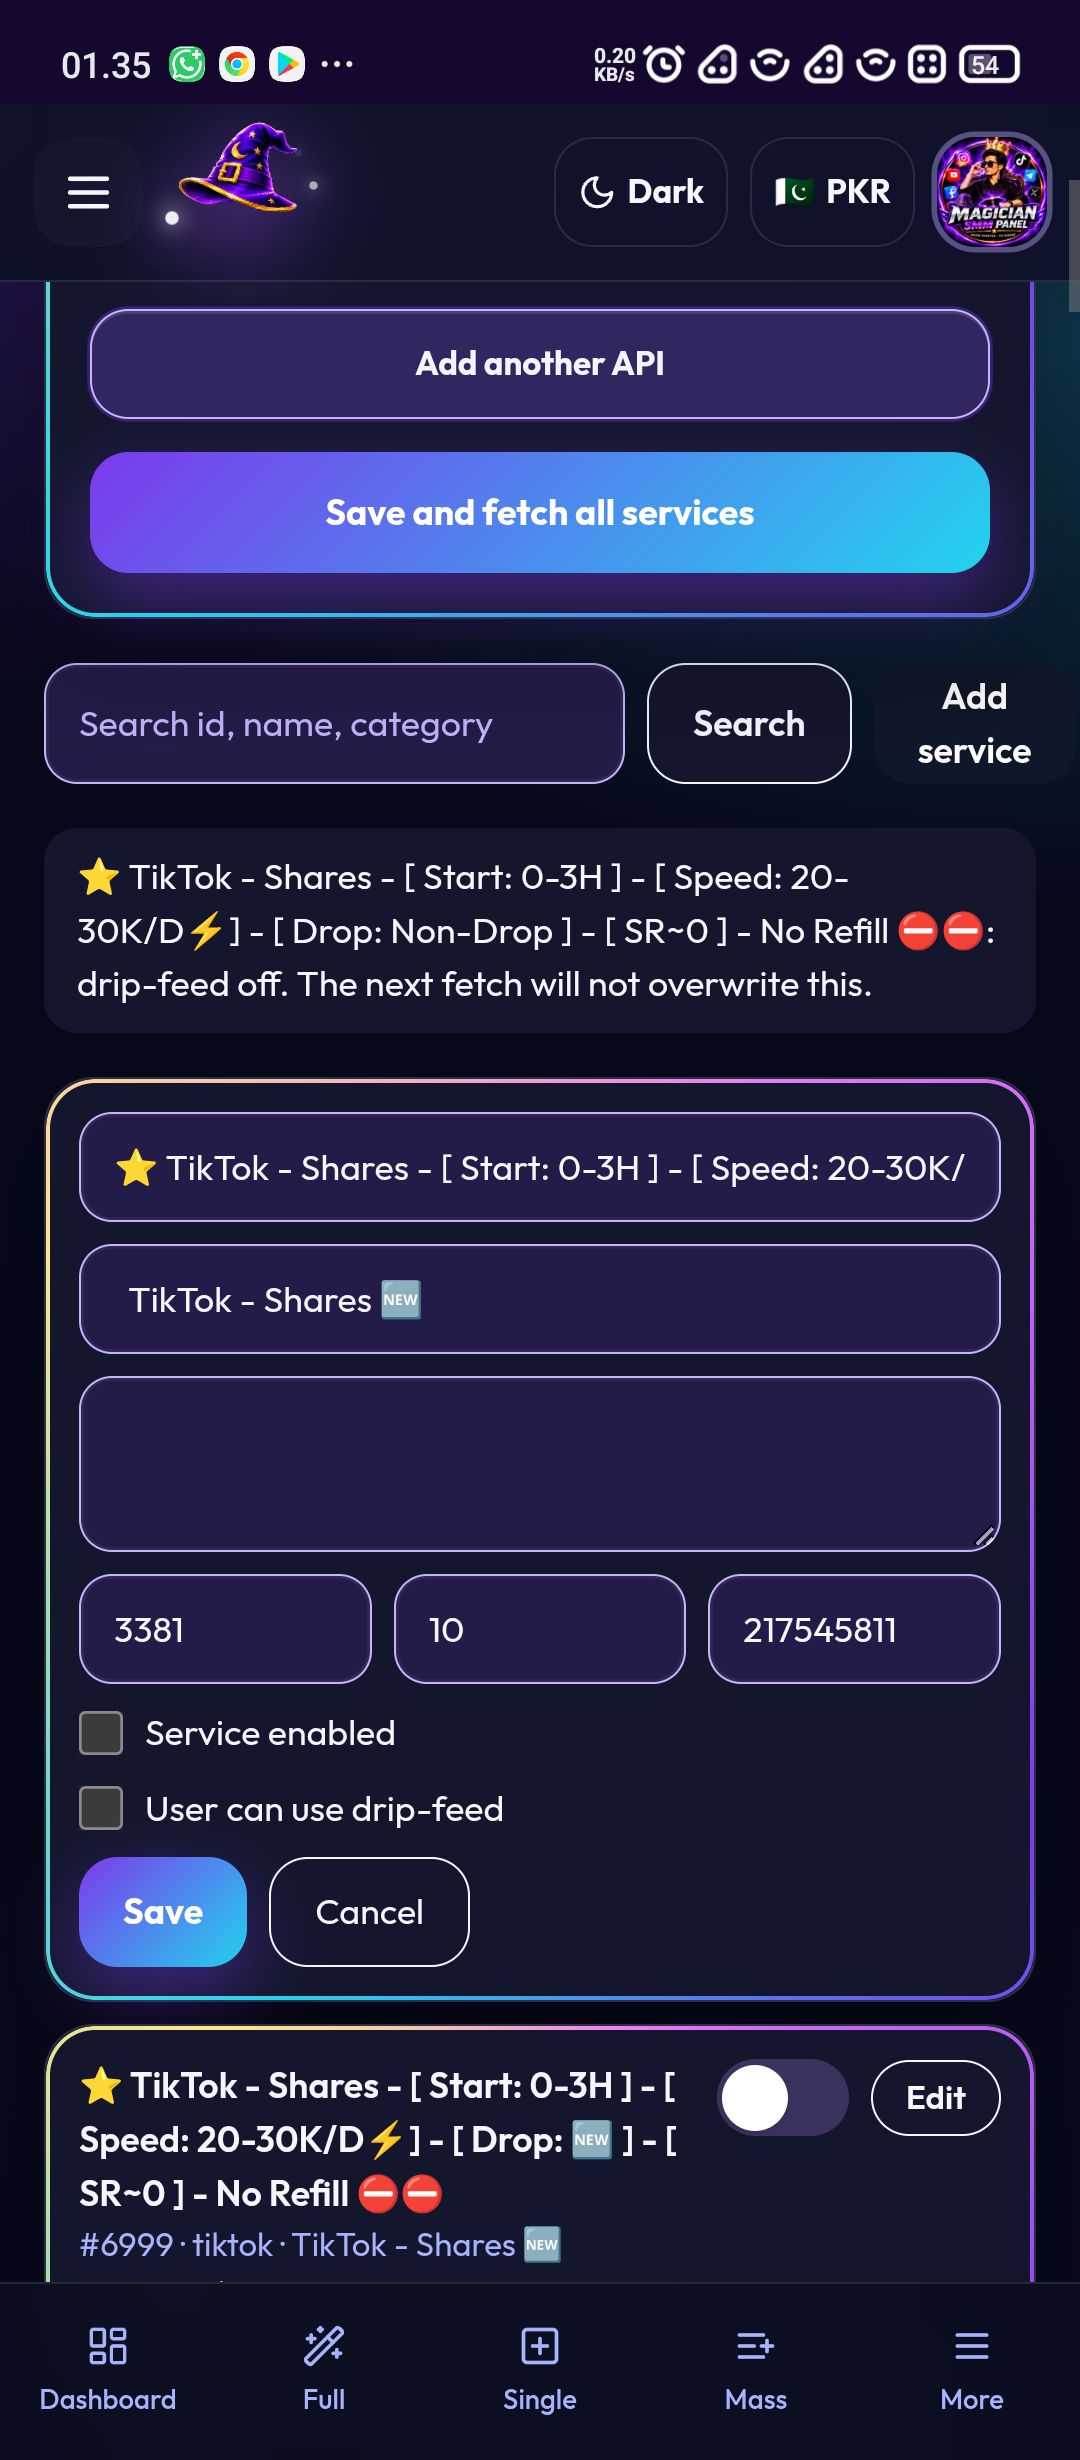 01.35
0.20
KB/s
54
Dark
PKR
MAGICIAN
SMM PANEL
Add another API
Save and fetch all services
Search id, name, category
Search
Add
service
⭐ TikTok - Shares - [ Start: 0-3H ] - [ Speed: 20-
30K/D⚡ ] - [ Drop: Non-Drop ] - [ SR~0 ] - No Refill ⛔⛔:
drip-feed off. The next fetch will not overwrite this.
⭐ TikTok - Shares - [ Start: 0-3H ] - [ Speed: 20-30K/
TikTok - Shares 🆕
3381
10
217545811
Service enabled
User can use drip-feed
Save
Cancel
⭐ TikTok - Shares - [ Start: 0-3H ] - [
Speed: 20-30K/D⚡ ] - [ Drop: 🆕 ] - [
SR~0 ] - No Refill ⛔⛔
Edit
#6999 · tiktok · TikTok - Shares 🆕
Dashboard
Full
Single
Mass
More